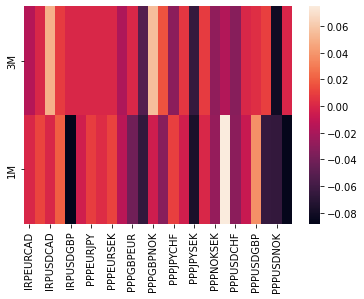 3M
1M
IRPEURCAD
IRPUSDCAD
IRPUSDGBP
PPPEURJPY
PPPEURSEK
PPPGBPEUR
PPPGBPNOK
PPPJPYCHF
PPPJPYSEK
PPPNOKSEK
PPPUSDCHF
PPPUSDGBP
PPPUSDNOK
0.06
0.04
0.02
0.00
−0.02
−0.04
−0.06
−0.08